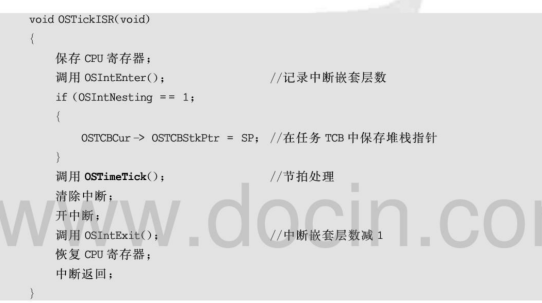 void OSTickISR(void)
{
保存 CPU 寄存器;
调用 OSIntEnter(); //记录中断嵌套层数
if (OSIntNesting == 1;
{
OSTCBCur-> OSTCBStkPtr = SP; //在任务 TCB 中保存堆栈指针
}
调用 OSTimeTick(); //节拍处理
清除中断;
开中断;
调用 OSIntExit(); //中断嵌套层数减 1
恢复 CPU 寄存器;
中断返回;
}
www.docin.co